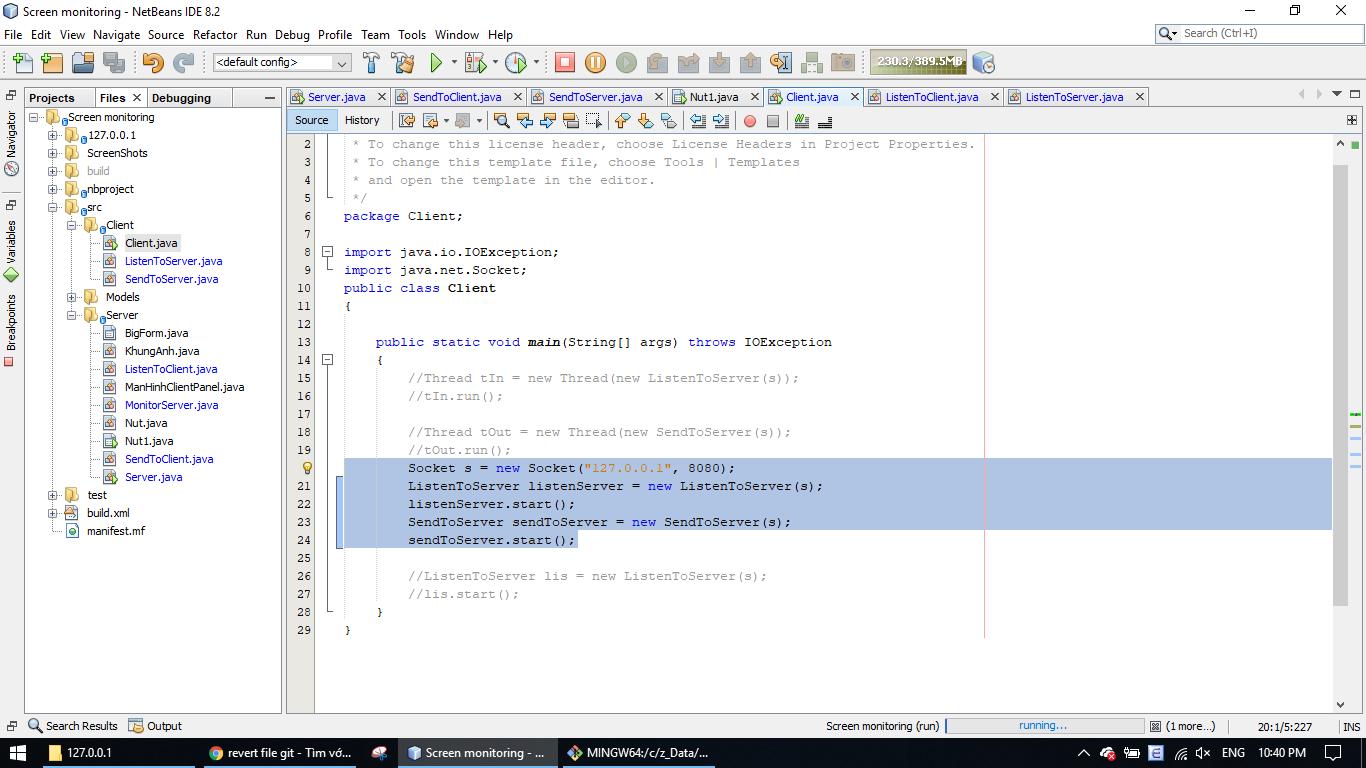 Screen monitoring - NetBeans IDE 8.2
File Edit View Navigate Source Refactor Run Debug Profile Team Tools Window Help
Search (Ctrl+I)
<default config>
230.3/389.5MB
Projects Files Debugging
Server.java SendToClient.java SendToServer.java Nut1.java Client.java ListenToClient.java ListenToServer.java
Source History
Navigator
Variables
Breakpoints
Screen monitoring
127.0.0.1
ScreenShots
build
nbproject
src
Client
Client.java
ListenToServer.java
SendToServer.java
Models
Server
BigForm.java
KhungAnh.java
ListenToClient.java
ManHinhClientPanel.java
MonitorServer.java
Nut.java
Nut1.java
SendToClient.java
Server.java
test
build.xml
manifest.mf
2 * To change this license header, choose License Headers in Project Properties.
3 * To change this template file, choose Tools | Templates
4 * and open the template in the editor.
5 */
6 package Client;
7
8 import java.io.IOException;
9 import java.net.Socket;
10 public class Client
11 {
12
13 public static void main(String[] args) throws IOException
14 {
15 //Thread tIn = new Thread(new ListenToServer(s));
16 //tIn.run();
17
18 //Thread tOut = new Thread(new SendToServer(s));
19 //tOut.run();
Socket s = new Socket("127.0.0.1", 8080);
21 ListenToServer listenServer = new ListenToServer(s);
22 listenServer.start();
23 SendToServer sendToServer = new SendToServer(s);
24 sendToServer.start();
25
26 //ListenToServer lis = new ListenToServer(s);
27 //lis.start();
28 }
29 }
Search Results Output
Screen monitoring (run) running... (1 more...) 20:1/5:227 INS
127.0.0.1 revert file git - Tìm vớ... Screen monitoring - ... MINGW64:/c/z_Data/... ENG 10:40 PM